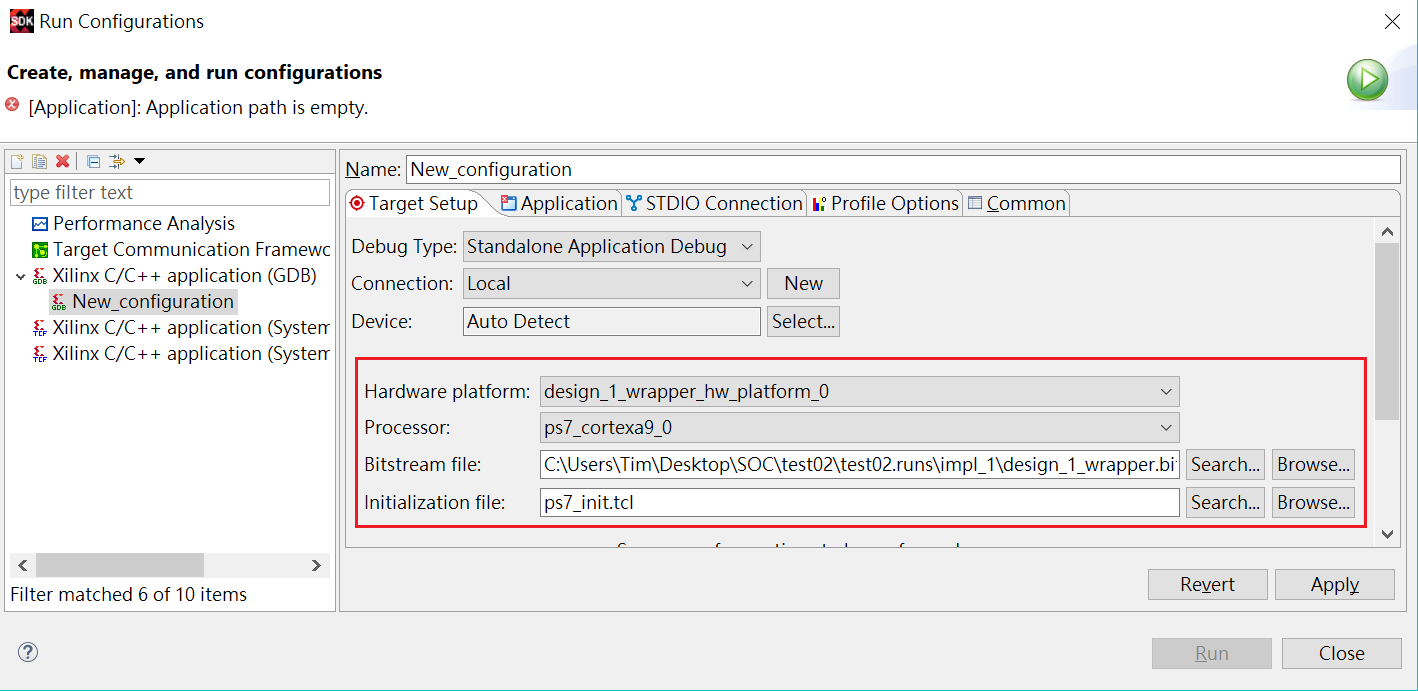 SDK Run Configurations
Create, manage, and run configurations
[Application]: Application path is empty.
type filter text
Performance Analysis
Target Communication Framewo
Xilinx C/C++ application (GDB)
New_configuration
Xilinx C/C++ application (System
Xilinx C/C++ application (System
Filter matched 6 of 10 items
Name: New_configuration
Target Setup Application STDIO Connection Profile Options Common
Debug Type: Standalone Application Debug
Connection: Local New
Device: Auto Detect Select...
Hardware platform: design_1_wrapper_hw_platform_0
Processor: ps7_cortexa9_0
Bitstream file: C:\Users\Tim\Desktop\SOC\test02\test02.runs\impl_1\design_1_wrapper.bi Search... Browse...
Initialization file: ps7_init.tcl Search... Browse...
Revert Apply
? Run Close